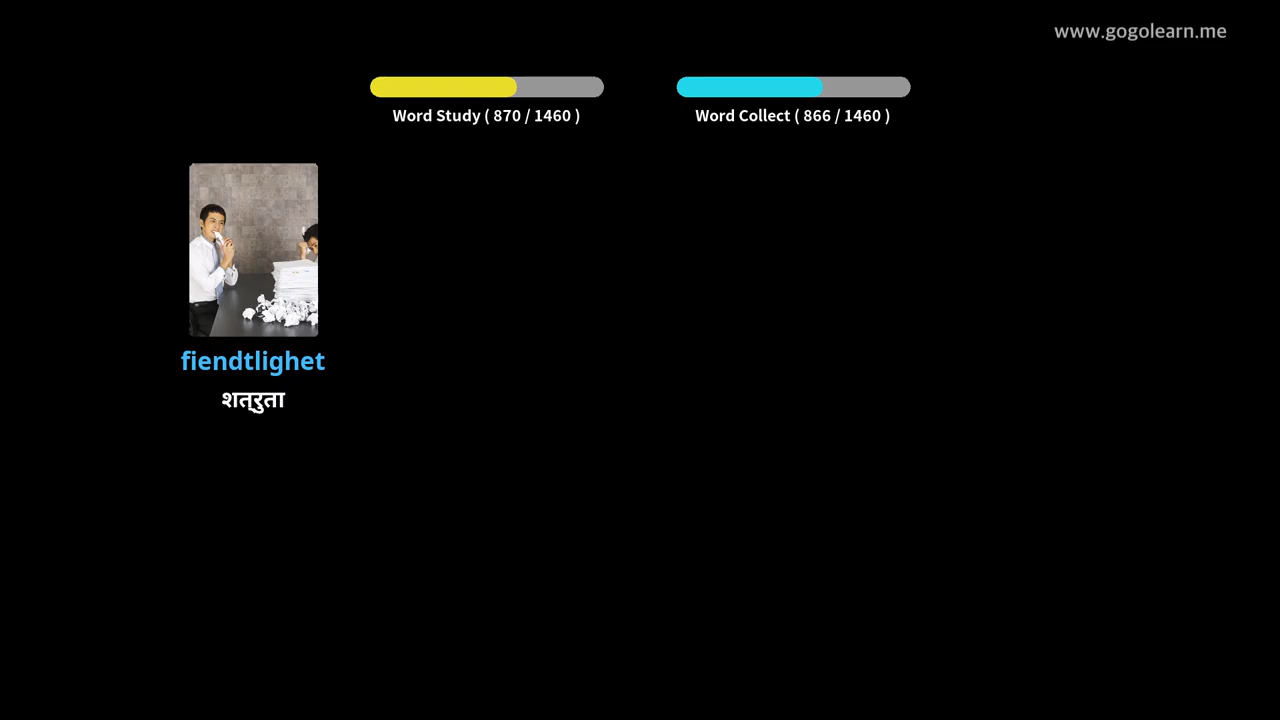 www.gogolearn.me
Word Study ( 870 / 1460 )
Word Collect ( 866 / 1460 )
fiendtlighet
शत्रुता